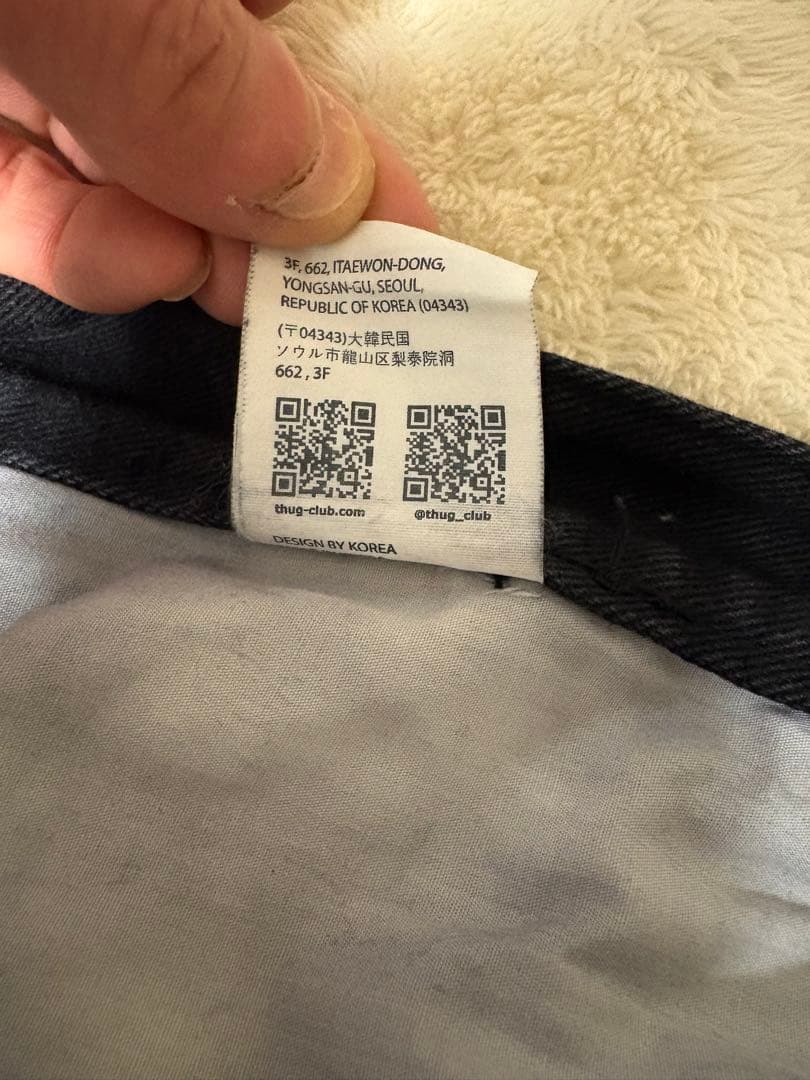 3F, 662, ITAEWON-DONG,
YONGSAN-GU, SEOUL,
REPUBLIC OF KOREA (04343)
(〒04343)大韓民国
ソウル市龍山区梨泰院洞
662 , 3F
thug-club.com
@thug_club
DESIGN BY KOREA